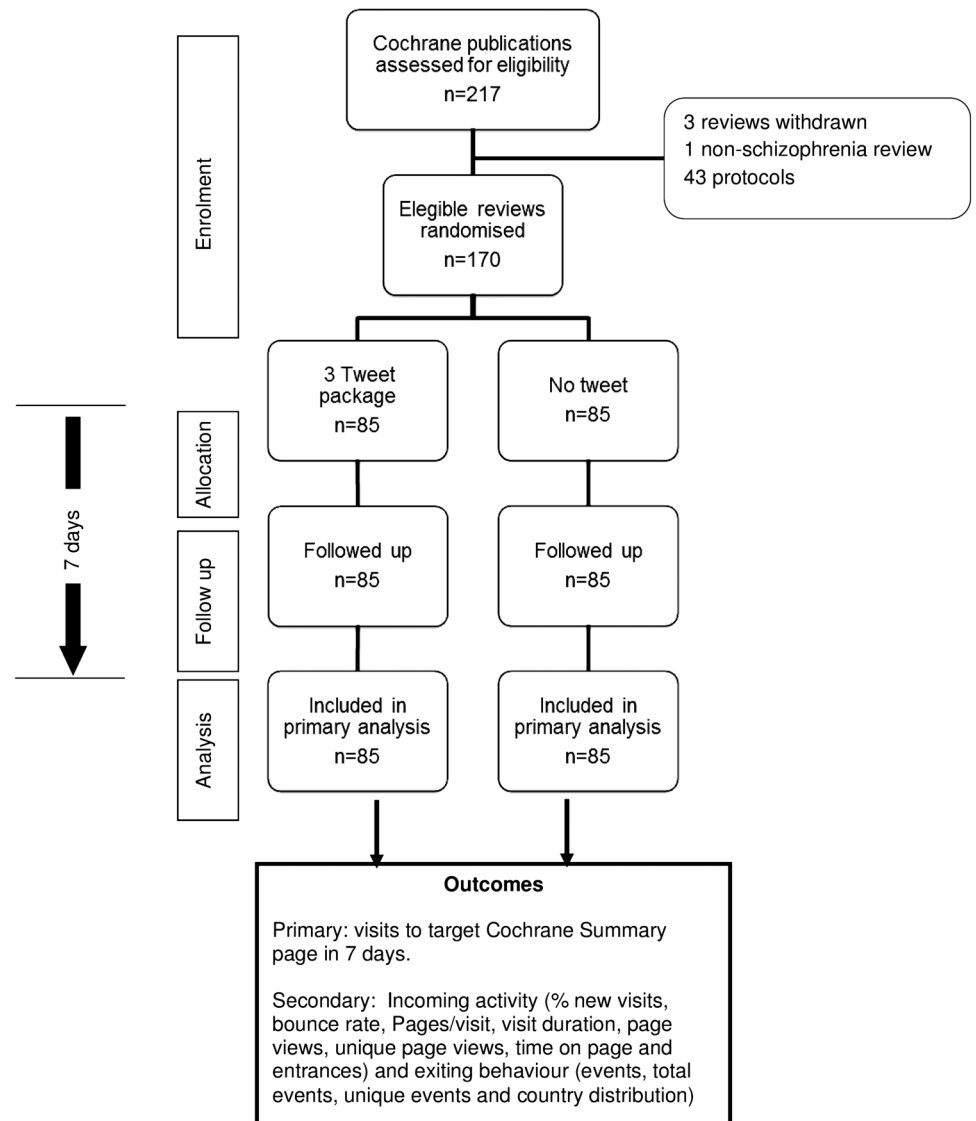 Cochrane publications
assessed for eligibility
n=217
3 reviews withdrawn
1 non-schizophrenia review
43 protocols
Enrolment
Elegible reviews
randomised
n=170
3 Tweet
package
n=85
No tweet
n=85
Allocation
7 days
Followed up
n=85
Followed up
n=85
Follow up
Included in
primary analysis
n=85
Included in
primary analysis
n=85
Analysis
Outcomes
Primary: visits to target Cochrane Summary
page in 7 days.
Secondary: Incoming activity (% new visits,
bounce rate, Pages/visit, visit duration, page
views, unique page views, time on page and
entrances) and exiting behaviour (events, total
events, unique events and country distribution)